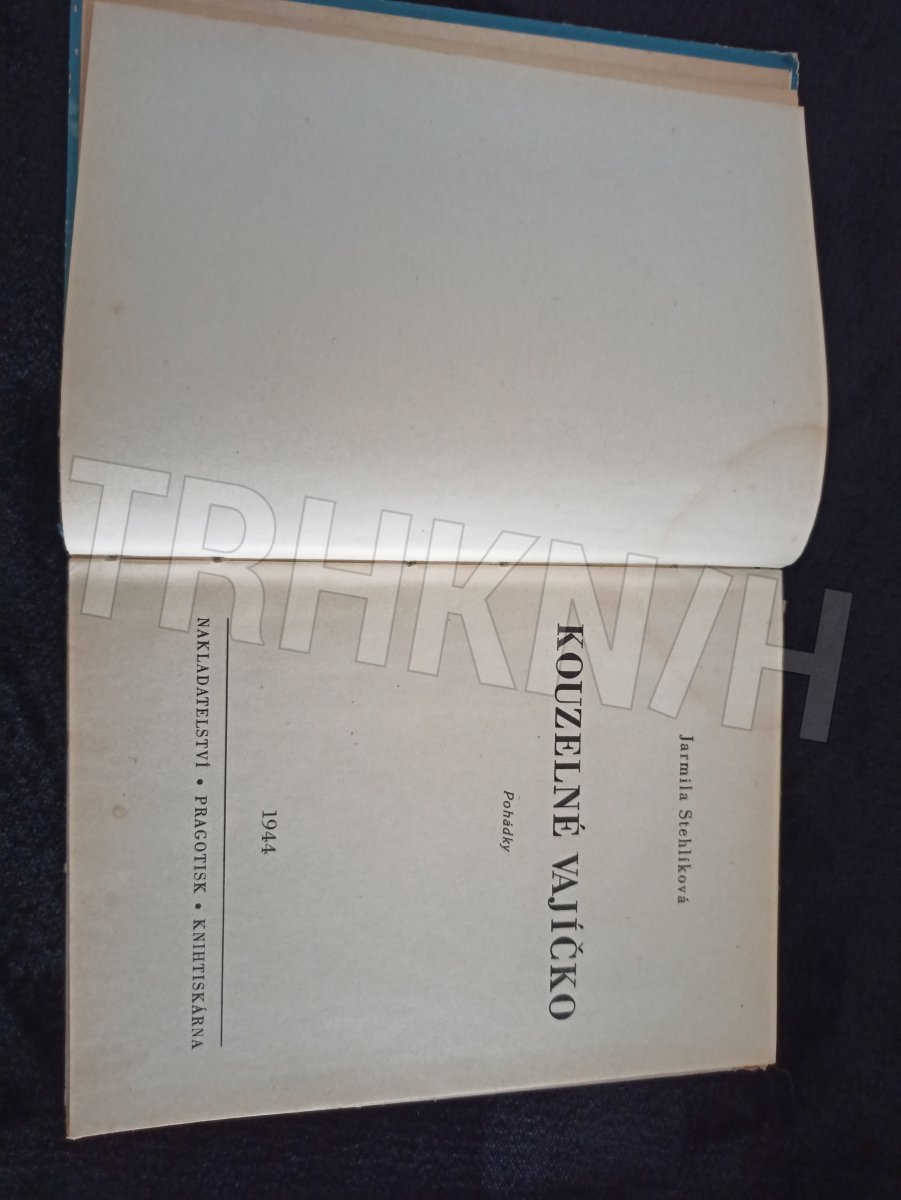 Jarmila Stehlíková
KOUZELNÉ VAJÍČKO
Pohádky
1944
NAKLADATELSTVÍ • PRAGOTISK • KNIHTISKÁRNA
TRHKNIH